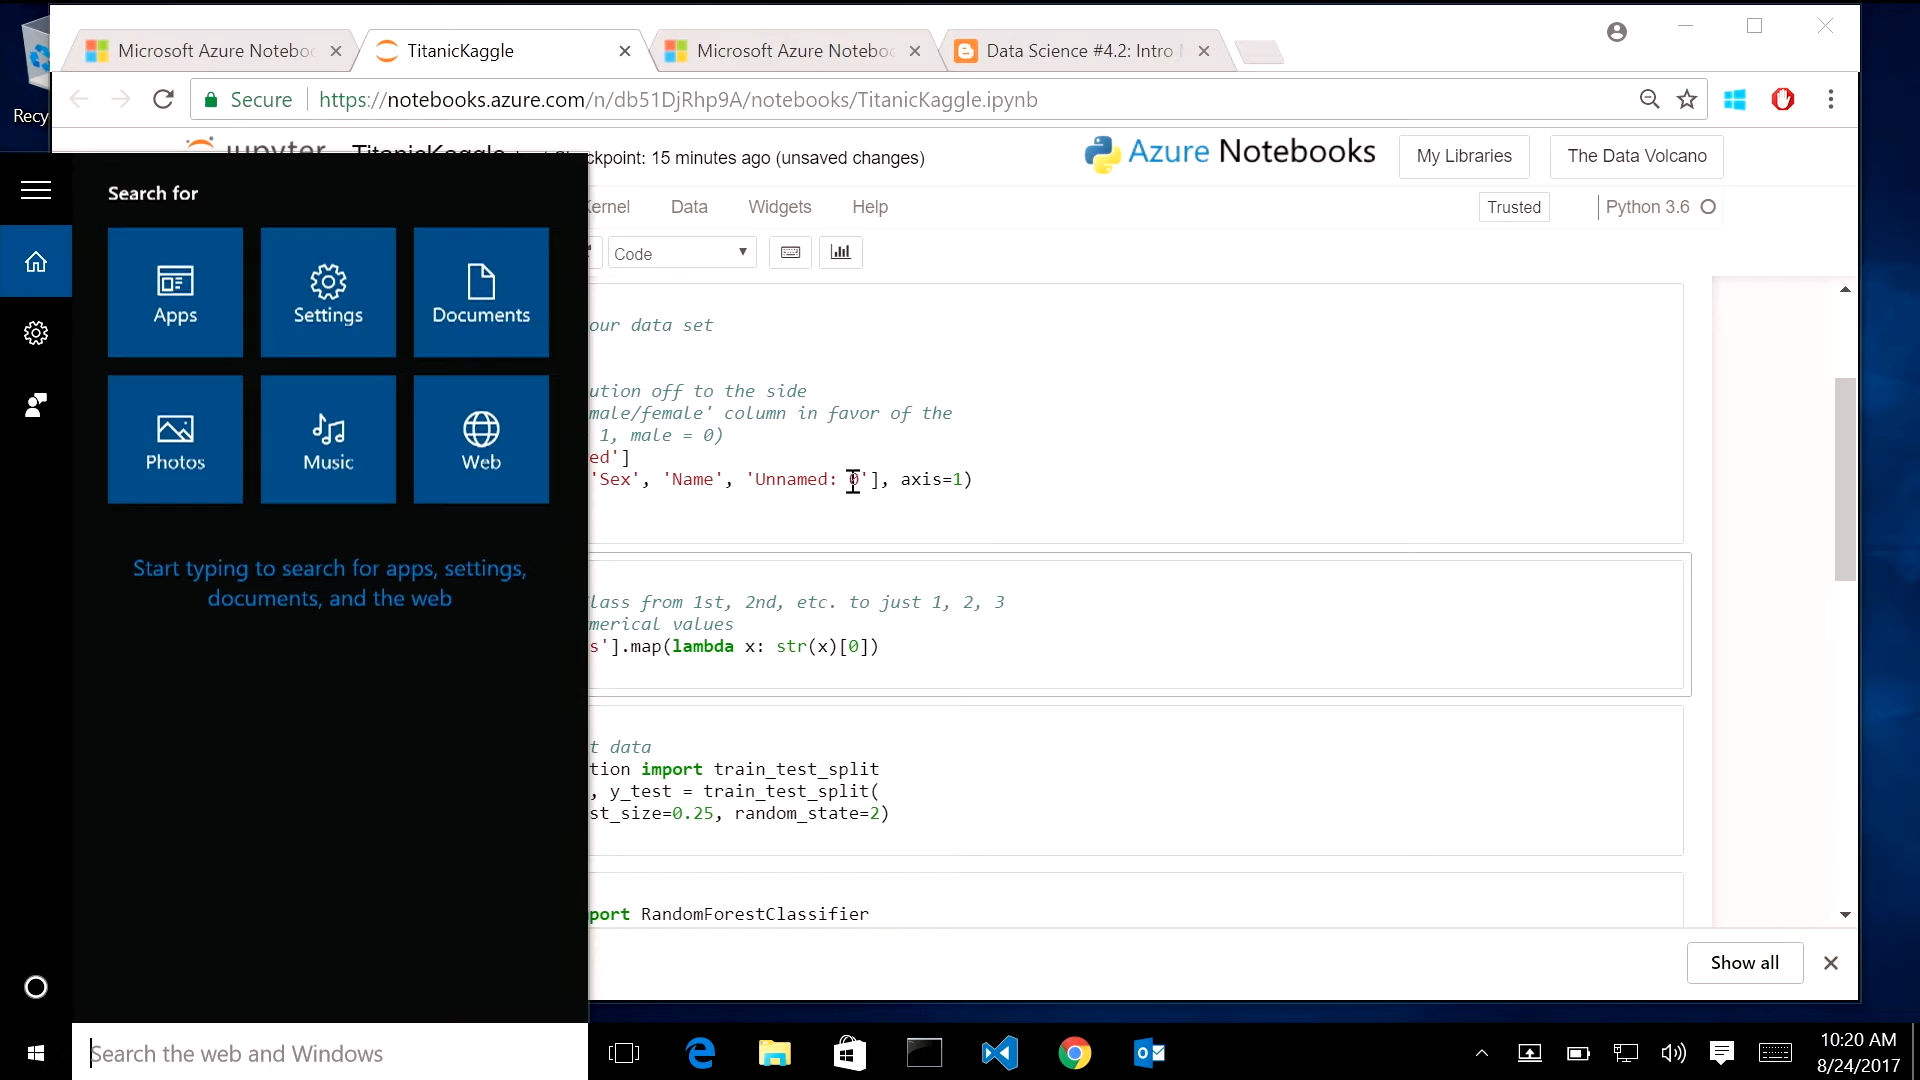 Microsoft Azure Notebo
TitanicKaggle
Microsoft Azure Notebo
Data Science #4.2: Intro
Recy
Secure
https://notebooks.azure.com/n/db51DjRhp9A/notebooks/TitanicKaggle.ipynb
jupyter
TitanicKaggle
ckpoint: 15 minutes ago (unsaved changes)
Azure Notebooks
My Libraries
The Data Volcano
Search for
Kernel
Data
Widgets
Help
Trusted
Python 3.6
Code
Apps
Settings
Documents
Photos
Music
Web
Start typing to search for apps, settings,
documents, and the web
our data set
ution off to the side
male/female' column in favor of the
1, male = 0)
ed']
'Sex', 'Name', 'Unnamed: 0'], axis=1)
lass from 1st, 2nd, etc. to just 1, 2, 3
merical values
s'].map(lambda x: str(x)[0])
t data
tion import train_test_split
, y_test = train_test_split(
st_size=0.25, random_state=2)
port RandomForestClassifier
Show all
Search the web and Windows
10:20 AM
8/24/2017